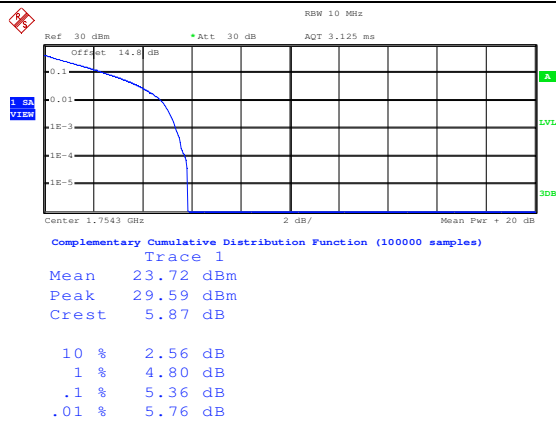 RBW 10 MHz
Ref 30 dBm *Att 30 dB AQT 3.125 ms
Offset 14.8 dB
0.1
A
0.01
1 SA
VIEW
1E-3
LVL
1E-4
1E-5
3DB
Center 1.7543 GHz 2 dB/ Mean Pwr + 20 dB
Complementary Cumulative Distribution Function (100000 samples)
Trace 1
Mean 23.72 dBm
Peak 29.59 dBm
Crest 5.87 dB
10 % 2.56 dB
1 % 4.80 dB
.1 % 5.36 dB
.01 % 5.76 dB